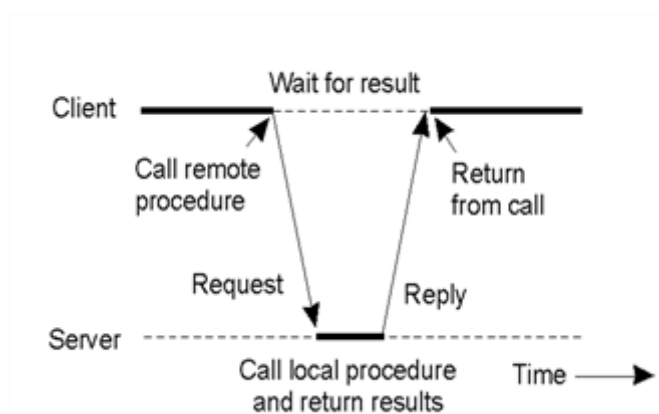 Wait for result
Client
Call remote
procedure
Return
from call
Request
Reply
Server
Call local procedure
and return results
Time